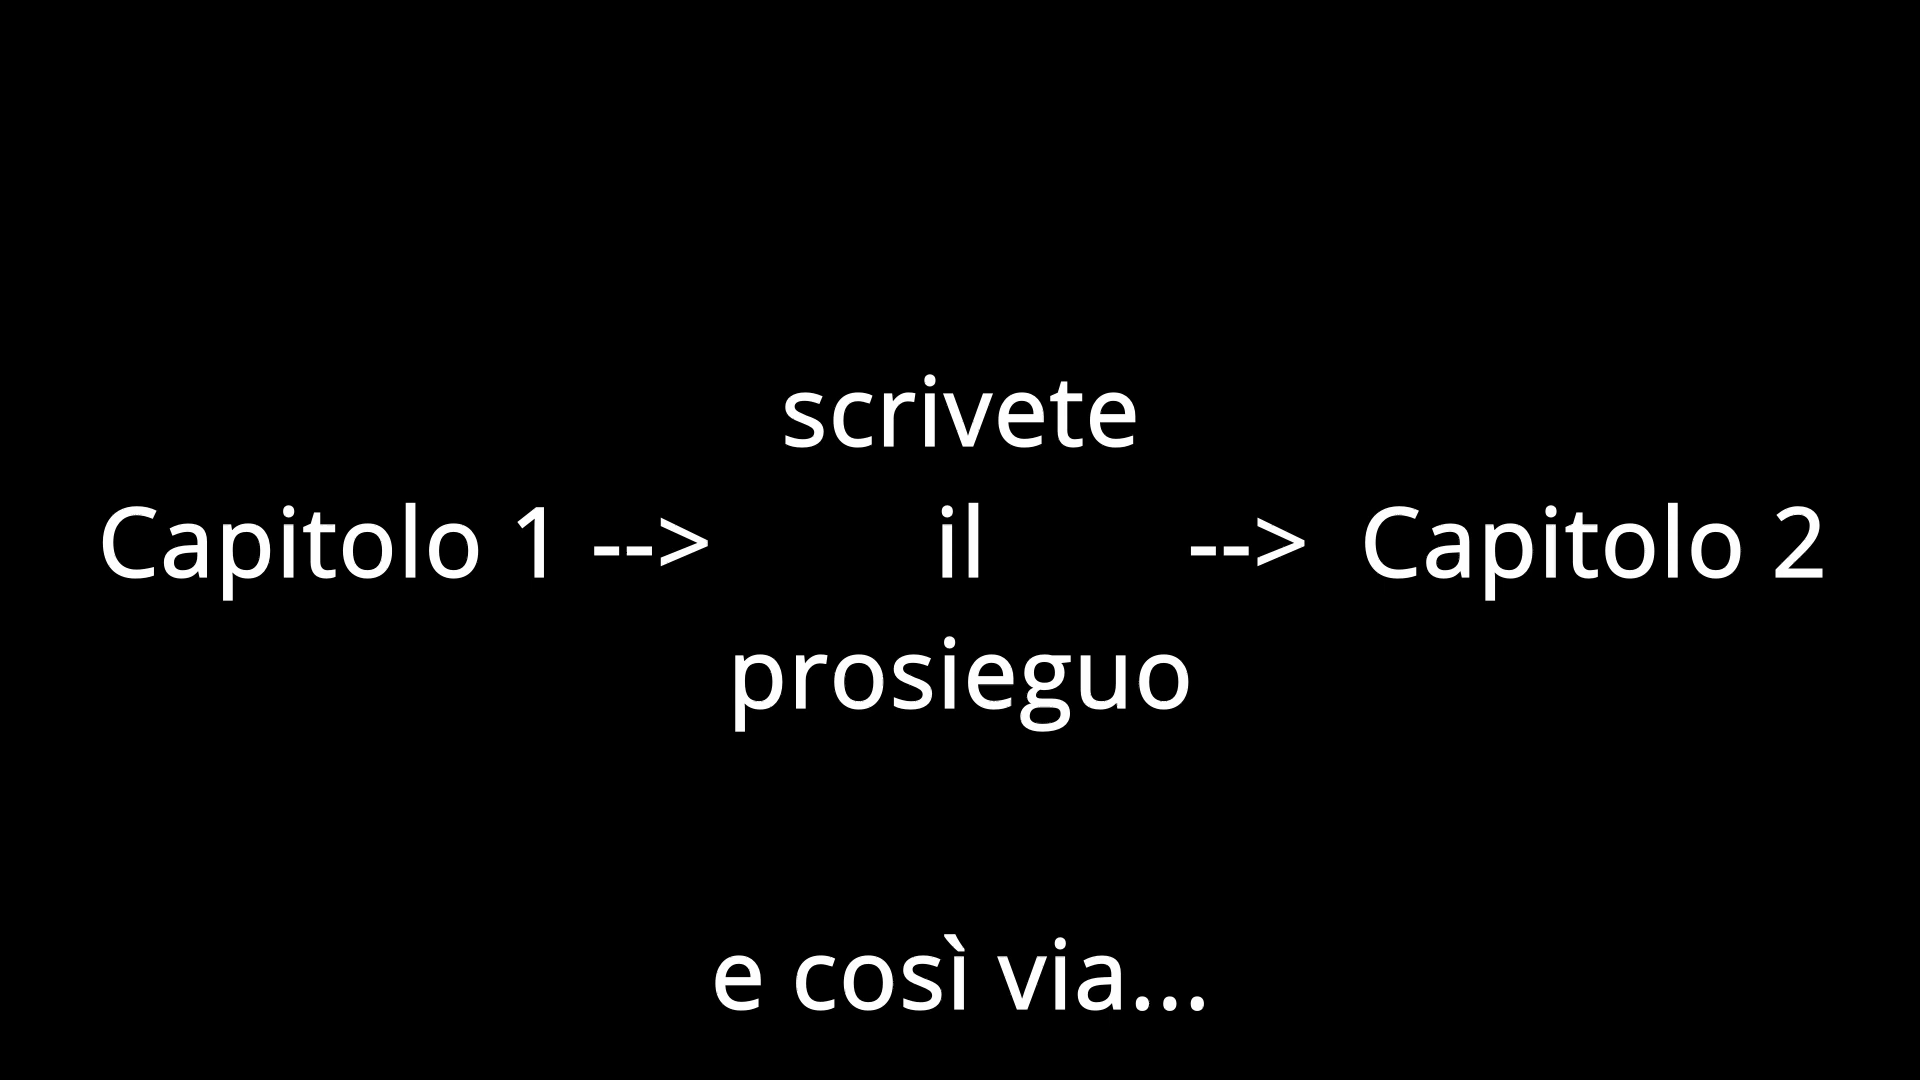 scrivete
Capitolo 1 --> il --> Capitolo 2
prosieguo
e così via...